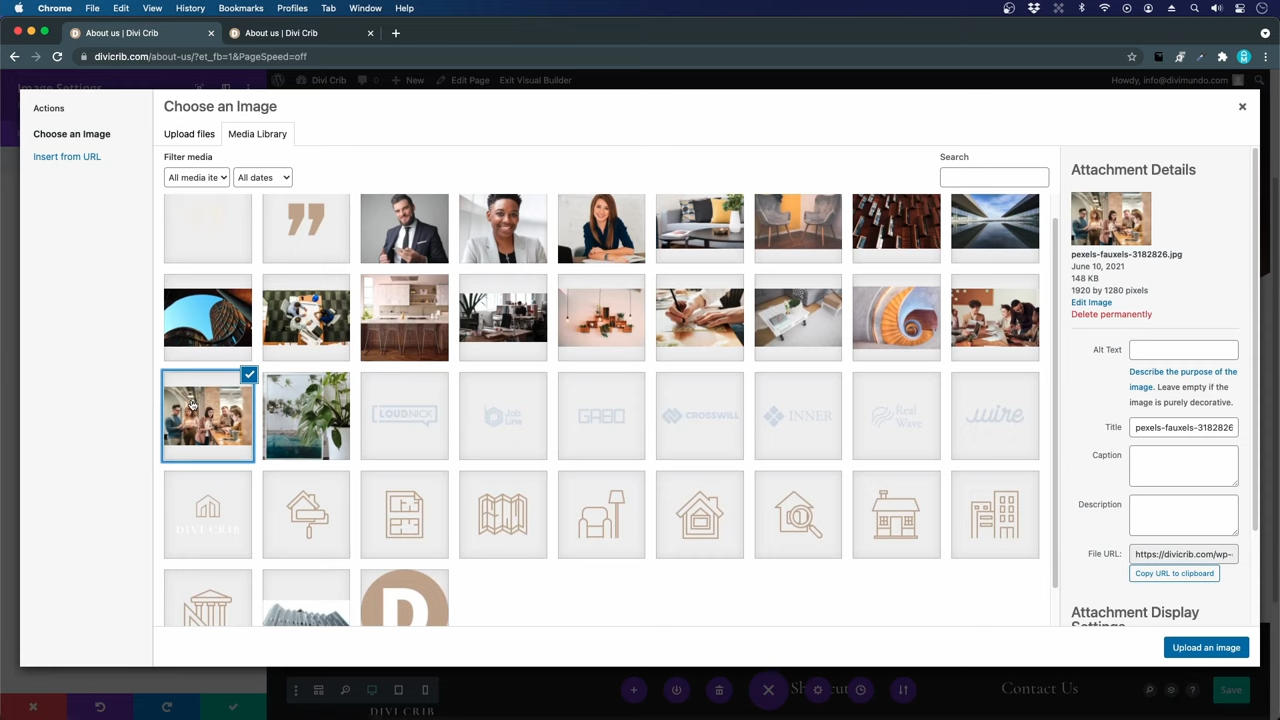 Chrome File Edit View History Bookmarks Profiles Tab Window Help
About us | Divi Crib
About us | Divi Crib
divicrib.com/about-us/?et_fb=1&PageSpeed=off
Divi Crib 0 New Edit Page Exit Visual Builder Howdy, info@divimundo.com
Image Settings
Actions
Choose an Image
Insert from URL
Choose an Image
Upload files Media Library
Filter media
All media ite All dates
Search
LOUDNICK
Job Line
GABO
CROSSWILL
INNER
Real Wave
wire
DIVI CRIB
D
Attachment Details
pexels-fauxels-3182826.jpg
June 10, 2021
148 KB
1920 by 1280 pixels
Edit Image
Delete permanently
Alt Text
Describe the purpose of the
image. Leave empty if the
image is purely decorative.
Title pexels-fauxels-3182826
Caption
Description
File URL: https://divicrib.com/wp-
Copy URL to clipboard
Attachment Display
Settings
Upload an image
Contact Us
Save
DIVI CRIB